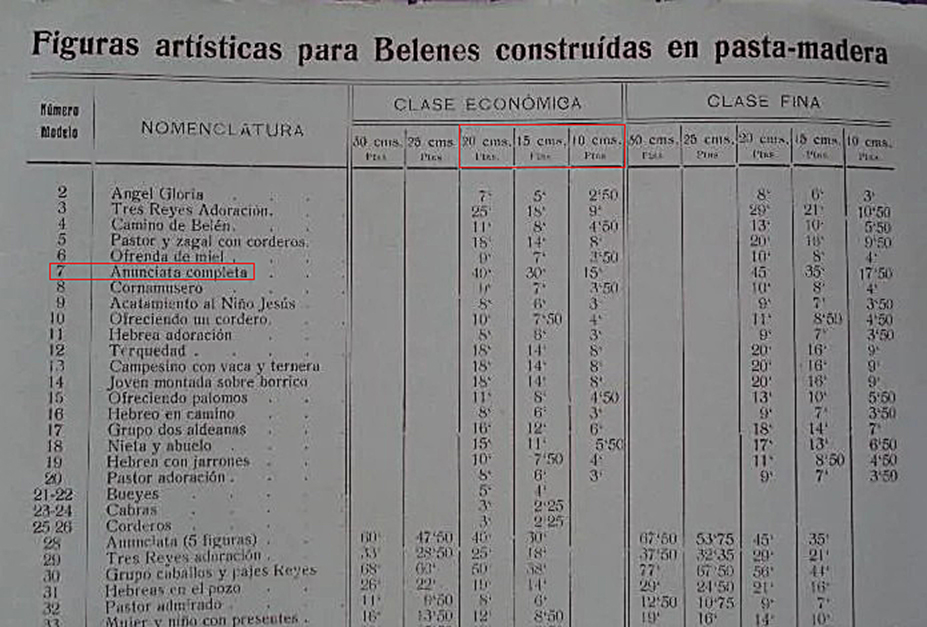 Figuras artísticas para Belenes construídas en pasta-madera
Número Modelo NOMENCLATURA CLASE ECONÓMICA CLASE FINA
50 cms. 25 cms. 20 cms. 15 cms. 10 cms. 50 cms. 25 cms. 20 cms. 15 cms. 10 cms.
Ptas. Ptas. Ptas. Ptas. Ptas. Ptas. Ptas. Ptas. Ptas. Ptas.
2 Angel Gloria . . . 7' 5' 2'50 8' 6' 3'
3 Tres Reyes Adoración. . . 25' 18' 9' 29' 21' 10'50
4 Camino de Belén. . . 11' 8' 4'50 13' 10' 5'50
5 Pastor y zagal con corderos. 18' 14' 8' 20' 9'50
6 Ofrenda de miel . . . 9' 7' 3'50 10' 8' 4'
7 Anunciata completa . . 40' 30' 15' 45' 35' 17'50
8 Cornamusero . . . 7' 3'50 10' 8' 4'
9 Acatamiento al Niño Jesús . . 8' 6' 3' 9' 7' 3'50
10 Ofreciendo un cordero. . . 10' 7'50 4' 11' 8'50 4'50
11 Hebrea adoración . . 8' 6' 3' 9' 7' 3'50
12 Terquedad . . . . 18' 14' 8' 20' 16' 9'
13 Campesino con vaca y ternera 18' 14' 8' 20' 16' 9'
14 Joven montada sobre borrico 18' 14' 8' 20' 16' 9'
15 Ofreciendo palomos . . 11' 8' 4'50 13' 10' 5'50
16 Hebreo en camino . . 8' 6' 3' 9' 7' 3'50
17 Grupo dos aldeanas . . 16' 12' 6' 18' 14' 7'
18 Nieta y abuelo . . . 15' 11' 5'50 17' 13' 6'50
19 Hebren con jarrones . . 10' 7'50 4' 11' 8'50 4'50
20 Pastor adoración . . . 8' 6' 3' 9' 7' 3'50
21-22 Bueyes . . . . 5' 4'
23-24 Cabras . . . . 3' 2'25
25-26 Corderos . . . 3' 2'25
28 Anunciata (5 figuras) . . 60' 47'50 40' 30' 67'50 53'75 45' 35'
29 Tres Reyes adoración . . 33' 28'50 25' 18' 37'50 32'35 29' 21'
30 Grupo caballos y pajes Reyes 68' 60' 50' 38' 77' 67'50 56' 44'
31 Hebreas en el pozo . . 26' 22' 19' 14' 29' 24'50 21' 16'
32 Pastor admirado . . . 11' 9'50 8' 6' 12'50 10'75 9' 7'
33 Mujer y niño con presentes . 16' 13'50 12' 8'50 19' 16' 14' 10'